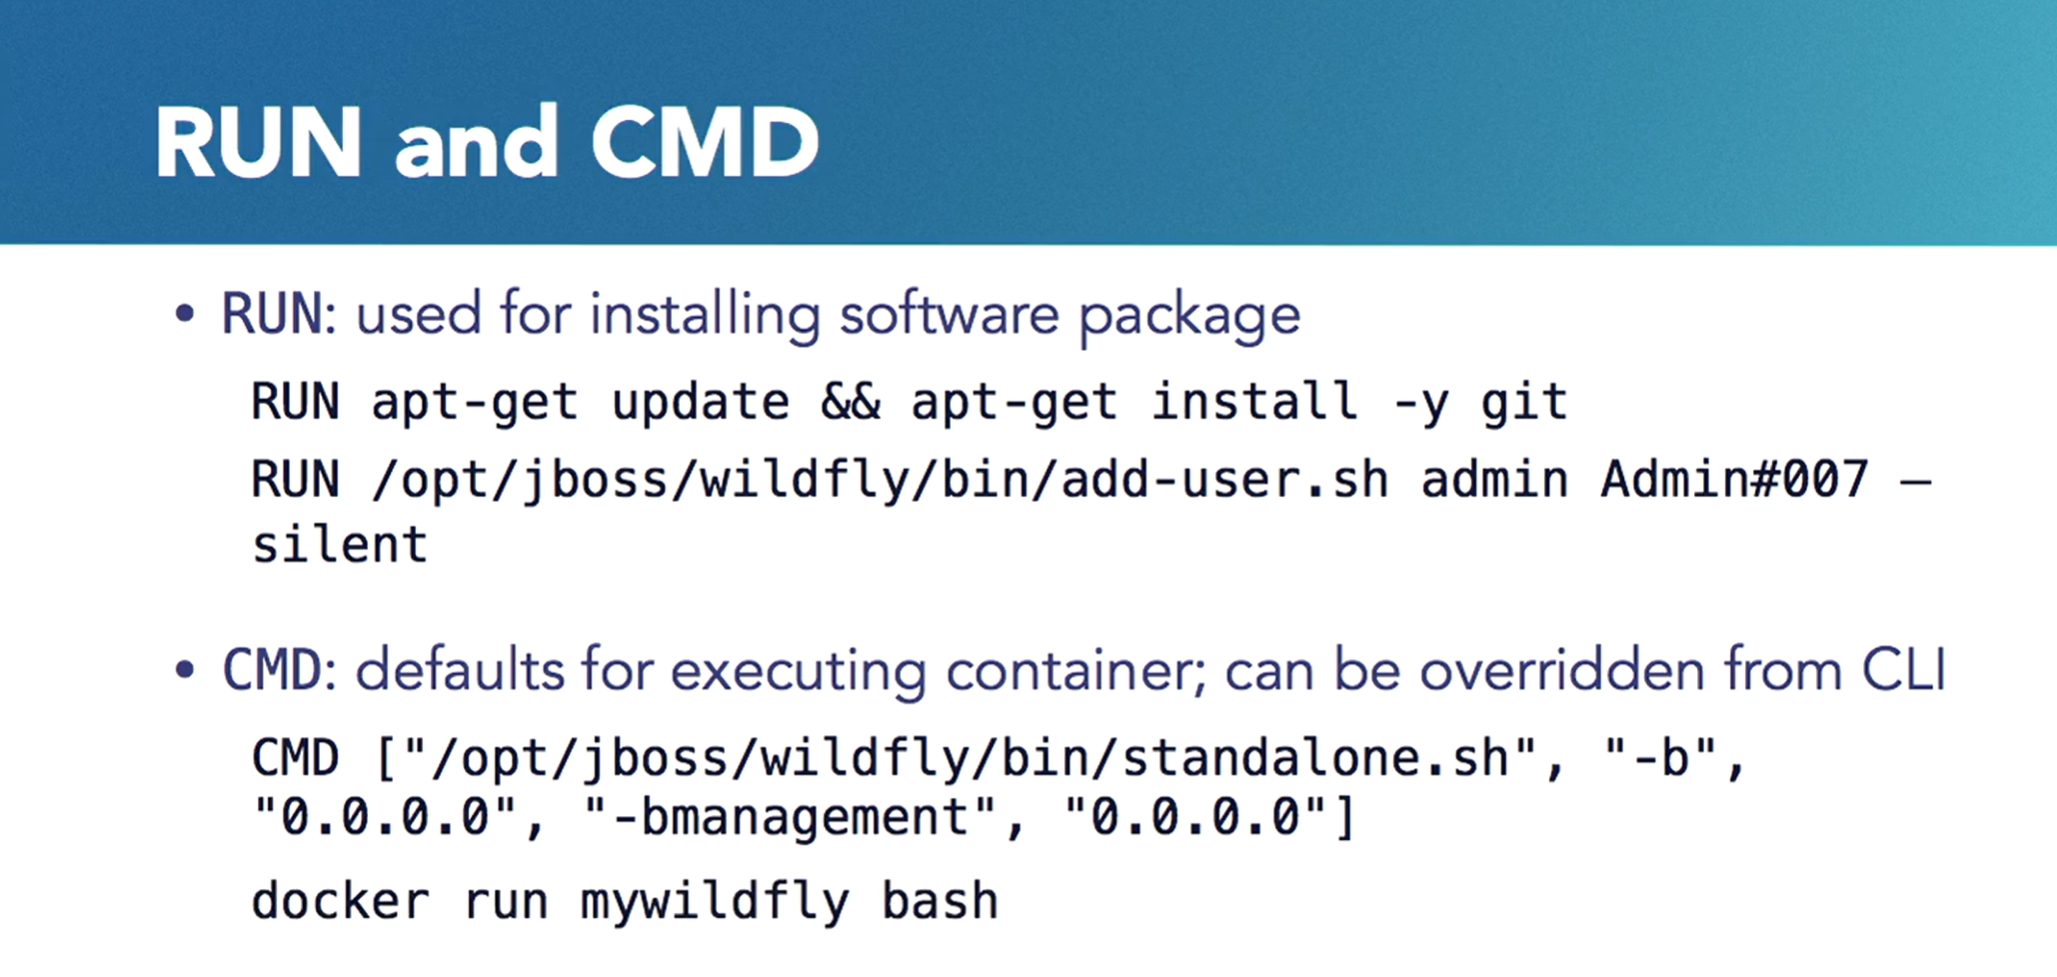 RUN and CMD
• RUN: used for installing software package
RUN apt-get update && apt-get install -y git
RUN /opt/jboss/wildfly/bin/add-user.sh admin Admin#007 —
silent
• CMD: defaults for executing container; can be overridden from CLI
CMD ["/opt/jboss/wildfly/bin/standalone.sh", "-b",
"0.0.0.0", "-bmanagement", "0.0.0.0"]
docker run mywildfly bash